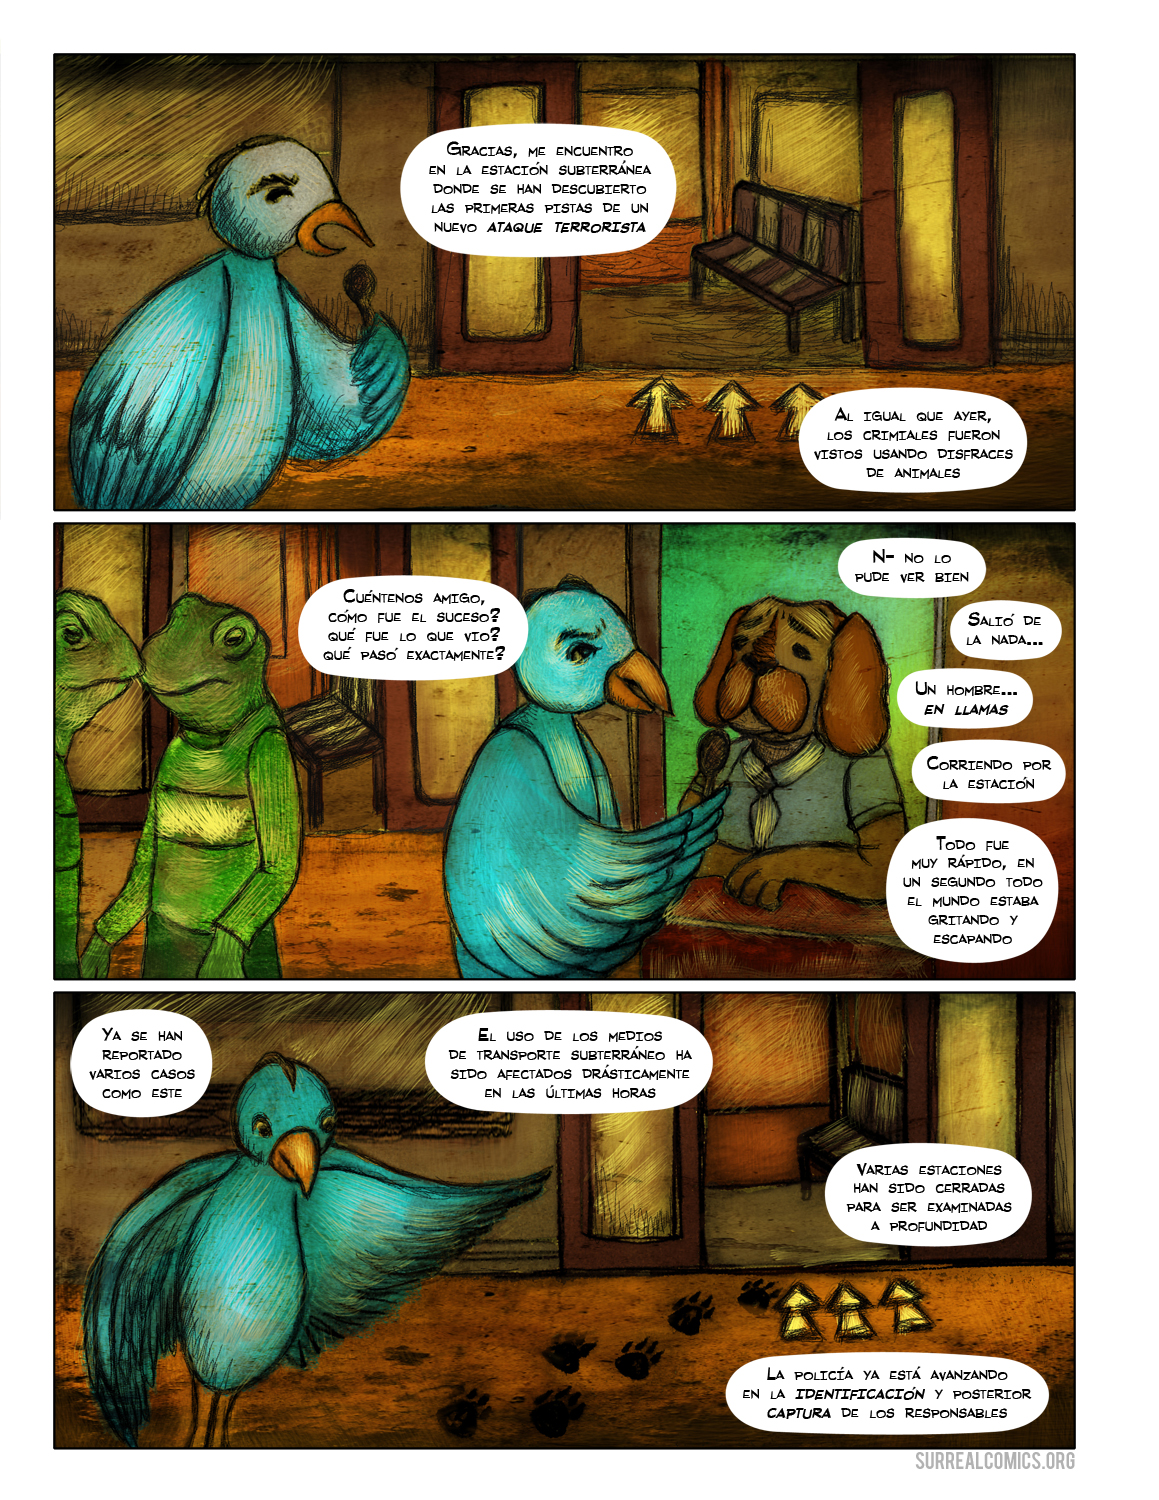 Gracias, me encuentro
en la estación subterránea
donde se han descubierto
las primeras pistas de un
nuevo ataque terrorista
Al igual que ayer,
los crimiales fueron
vistos usando disfraces
de animales
Cuéntenos amigo,
cómo fue el suceso?
qué fue lo que vio?
qué pasó exactamente?
N- no lo
pude ver bien
Salió de
la nada...
Un hombre...
en llamas
Corriendo por
la estación
Todo fue
muy rápido, en
un segundo todo
el mundo estaba
gritando y
escapando
Ya se han
reportado
varios casos
como este
El uso de los medios
de transporte subterráneo ha
sido afectados drásticamente
en las últimas horas
Varias estaciones
han sido cerradas
para ser examinadas
a profundidad
La policía ya está avanzando
en la identificación y posterior
captura de los responsables
SURREALCOMICS.ORG